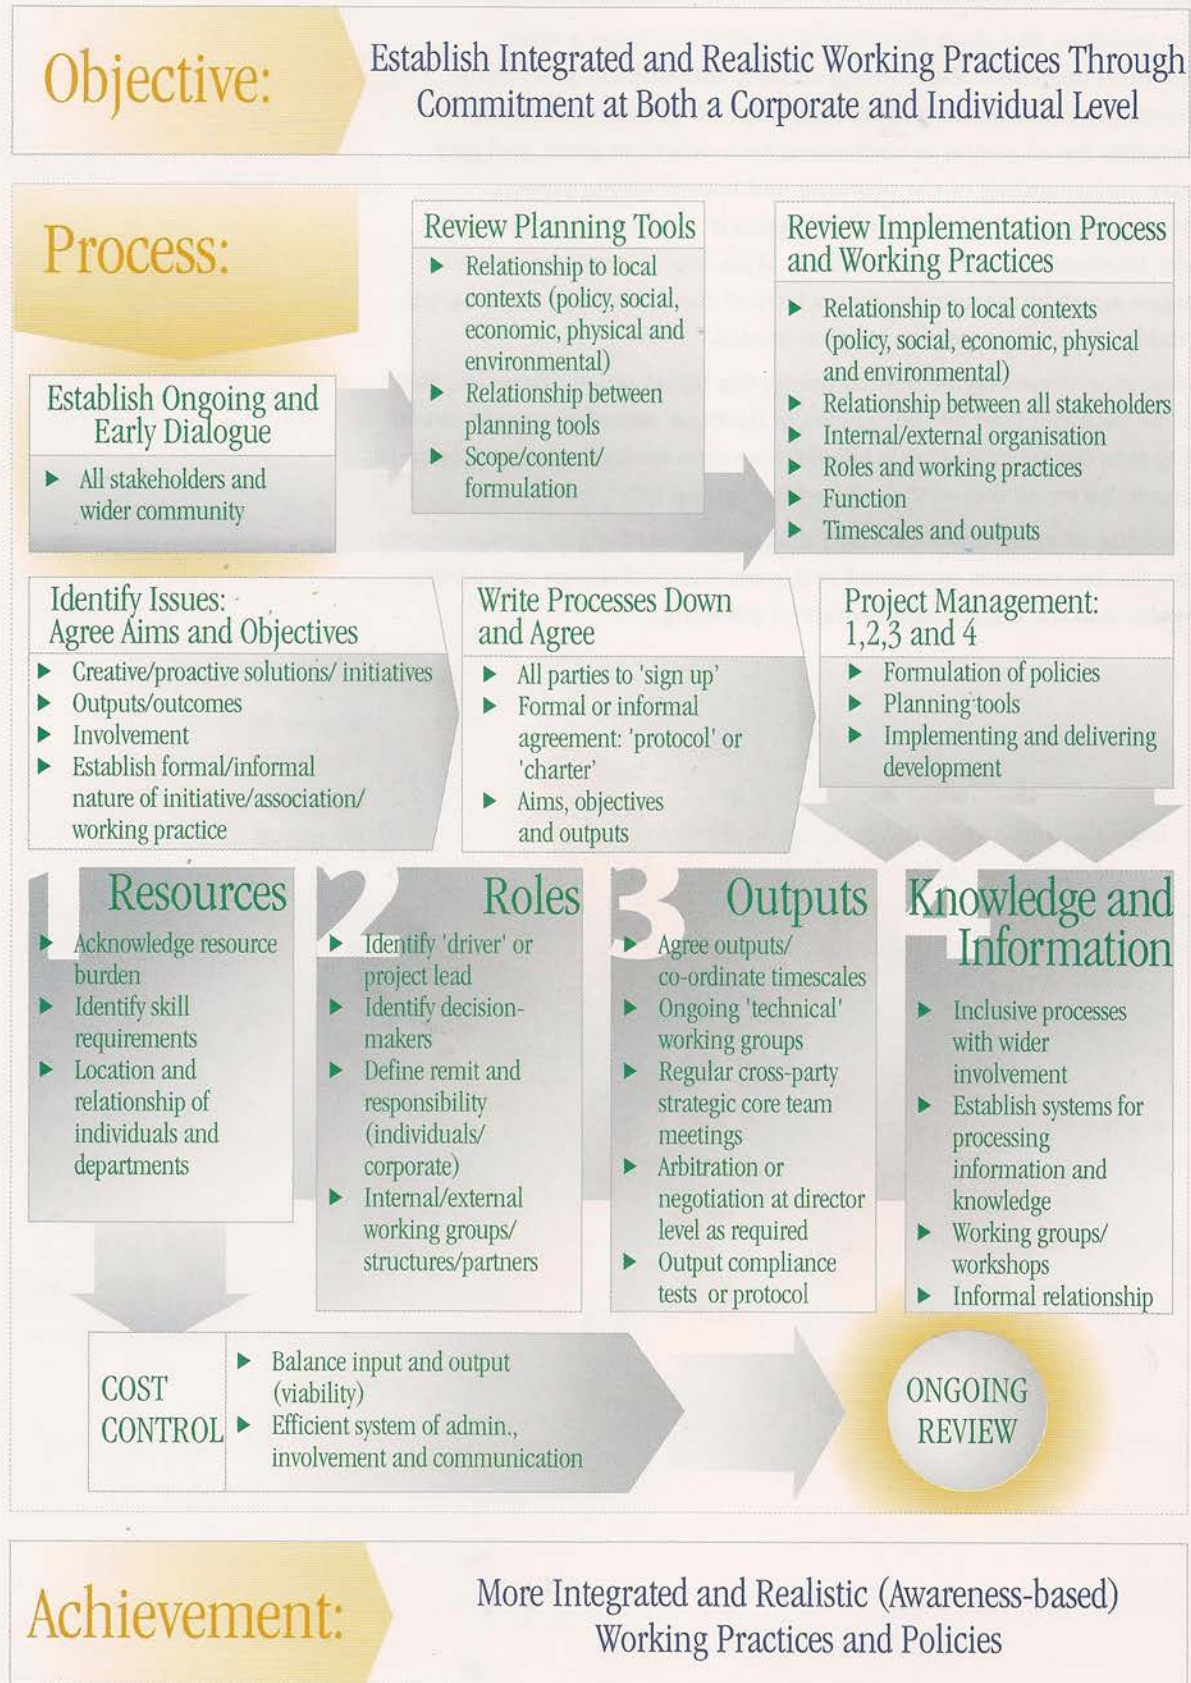 Objective:
Establish Integrated and Realistic Working Practices Through
Commitment at Both a Corporate and Individual Level
Process:
Establish Ongoing and
Early Dialogue
▶ All stakeholders and
wider community
Review Planning Tools
▶ Relationship to local
contexts (policy, social,
economic, physical and
environmental)
▶ Relationship between
planning tools
▶ Scope/content/
formulation
Review Implementation Process
and Working Practices
▶ Relationship to local contexts
(policy, social, economic, physical
and environmental)
▶ Relationship between all stakeholders
▶ Internal/external organisation
▶ Roles and working practices
▶ Function
▶ Timescales and outputs
Identify Issues:
Agree Aims and Objectives
▶ Creative/proactive solutions/ initiatives
▶ Outputs/outcomes
▶ Involvement
▶ Establish formal/informal
nature of initiative/association/
working practice
Write Processes Down
and Agree
▶ All parties to 'sign up'
▶ Formal or informal
agreement: 'protocol' or
'charter'
▶ Aims, objectives
and outputs
Project Management:
1,2,3 and 4
▶ Formulation of policies
▶ Planning tools
▶ Implementing and delivering
development
1 Resources
▶ Acknowledge resource
burden
▶ Identify skill
requirements
▶ Location and
relationship of
individuals and
departments
2 Roles
▶ Identify 'driver' or
project lead
▶ Identify decision-
makers
▶ Define remit and
responsibility
(individuals/
corporate)
▶ Internal/external
working groups/
structures/partners
3 Outputs
▶ Agree outputs/
co-ordinate timescales
▶ Ongoing 'technical'
working groups
▶ Regular cross-party
strategic core team
meetings
▶ Arbitration or
negotiation at director
level as required
▶ Output compliance
tests or protocol
4 Knowledge and
Information
▶ Inclusive processes
with wider
involvement
▶ Establish systems for
processing
information and
knowledge
▶ Working groups/
workshops
▶ Informal relationship
COST
CONTROL
▶ Balance input and output
(viability)
▶ Efficient system of admin.,
involvement and communication
ONGOING
REVIEW
Achievement:
More Integrated and Realistic (Awareness-based)
Working Practices and Policies